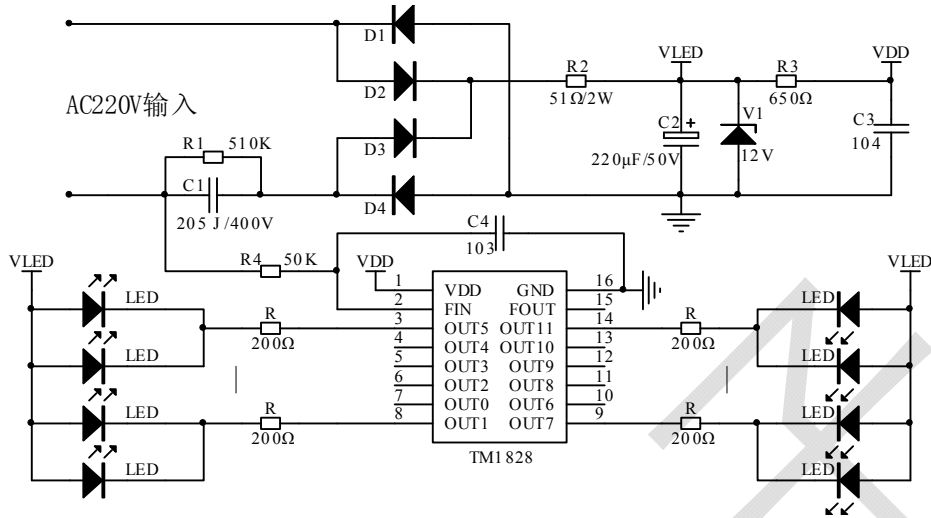 D1
D2
D3
D4
AC220V输入
R1 510K
C1
205J/400V
R2
51Ω/2W
VLED
C2 +
220μF/50V
V1
12V
R3
650Ω
VDD
C3
104
C4
103
R4 50K
VDD
VLED
LED
LED
LED
LED
R
200Ω
R
200Ω
1 VDD
2 FIN
3 OUT5
4 OUT4
5 OUT3
6 OUT2
7 OUT0
8 OUT1
GND 16
FOUT 15
OUT11 14
OUT10 13
OUT9 12
OUT8 11
OUT6 10
OUT7 9
TM1828
R
200Ω
R
200Ω
VLED
LED
LED
LED
LED